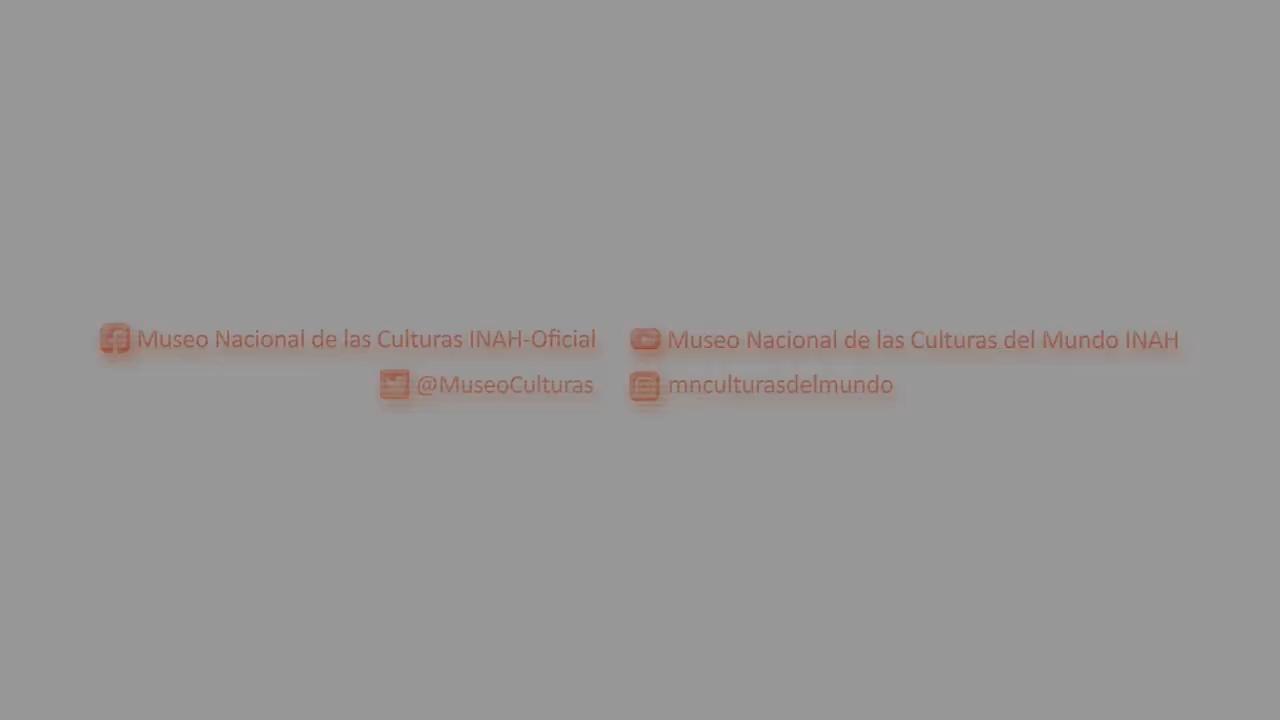 Museo Nacional de las Culturas INAH-Oficial
Museo Nacional de las Culturas del Mundo INAH
@MuseoCulturas
mnculturasdelmundo